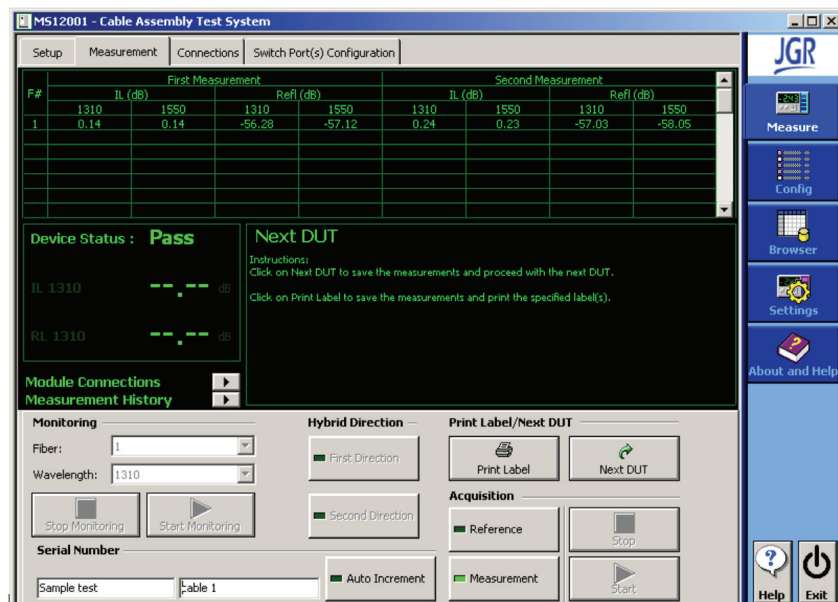 MS12001 - Cable Assembly Test System
Setup Measurement Connections Switch Port(s) Configuration
JGR
First Measurement Second Measurement
F# IL (dB) Refl (dB) IL (dB) Refl (dB)
1310 1550 1310 1550 1310 1550 1310 1550
1 0.14 0.14 -56.28 -57.12 0.24 0.23 -57.03 -58.05
Measure
Config
Browser
Settings
About and Help
Device Status : Pass
IL 1310 --.-- dB
RL 1310 --.-- dB
Module Connections
Measurement History
Next DUT
Instructions:
Click on Next DUT to save the measurements and proceed with the next DUT.
Click on Print Label to save the measurements and print the specified label(s).
Monitoring
Fiber: 1
Wavelength: 1310
Stop Monitoring Start Monitoring
Hybrid Direction
First Direction
Second Direction
Print Label/Next DUT
Print Label Next DUT
Acquisition
Reference Stop
Measurement Start
Serial Number
Sample test Cable 1 Auto Increment
Help Exit